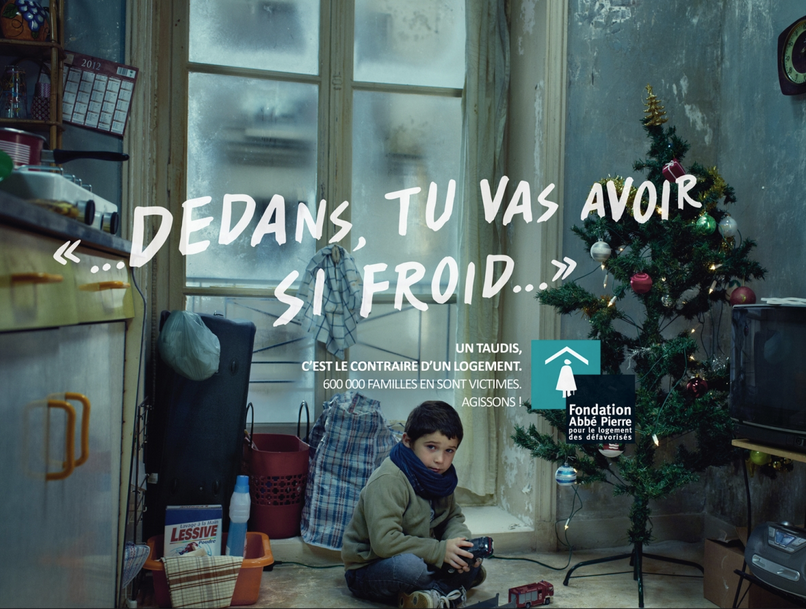 2012
«...DEDANS, TU VAS AVOIR
SI FROID...»
UN TAUDIS,
C'EST LE CONTRAIRE D'UN LOGEMENT.
600 000 FAMILLES EN SONT VICTIMES.
AGISSONS !
Fondation
Abbé Pierre
pour le logement
des défavorisés
LESSIVE